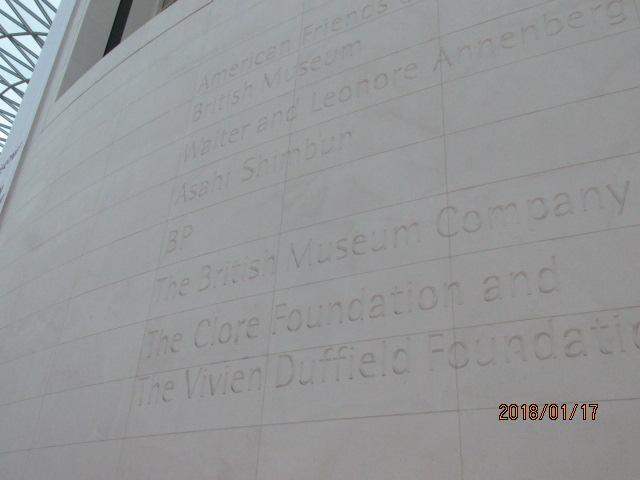 American Friends of
British Museum
Walter and Leonore Annenberg
Asahi Shimbun
BP
The British Museum Company
The Clore Foundation and
The Vivien Duffield Foundatio
2018/01/17